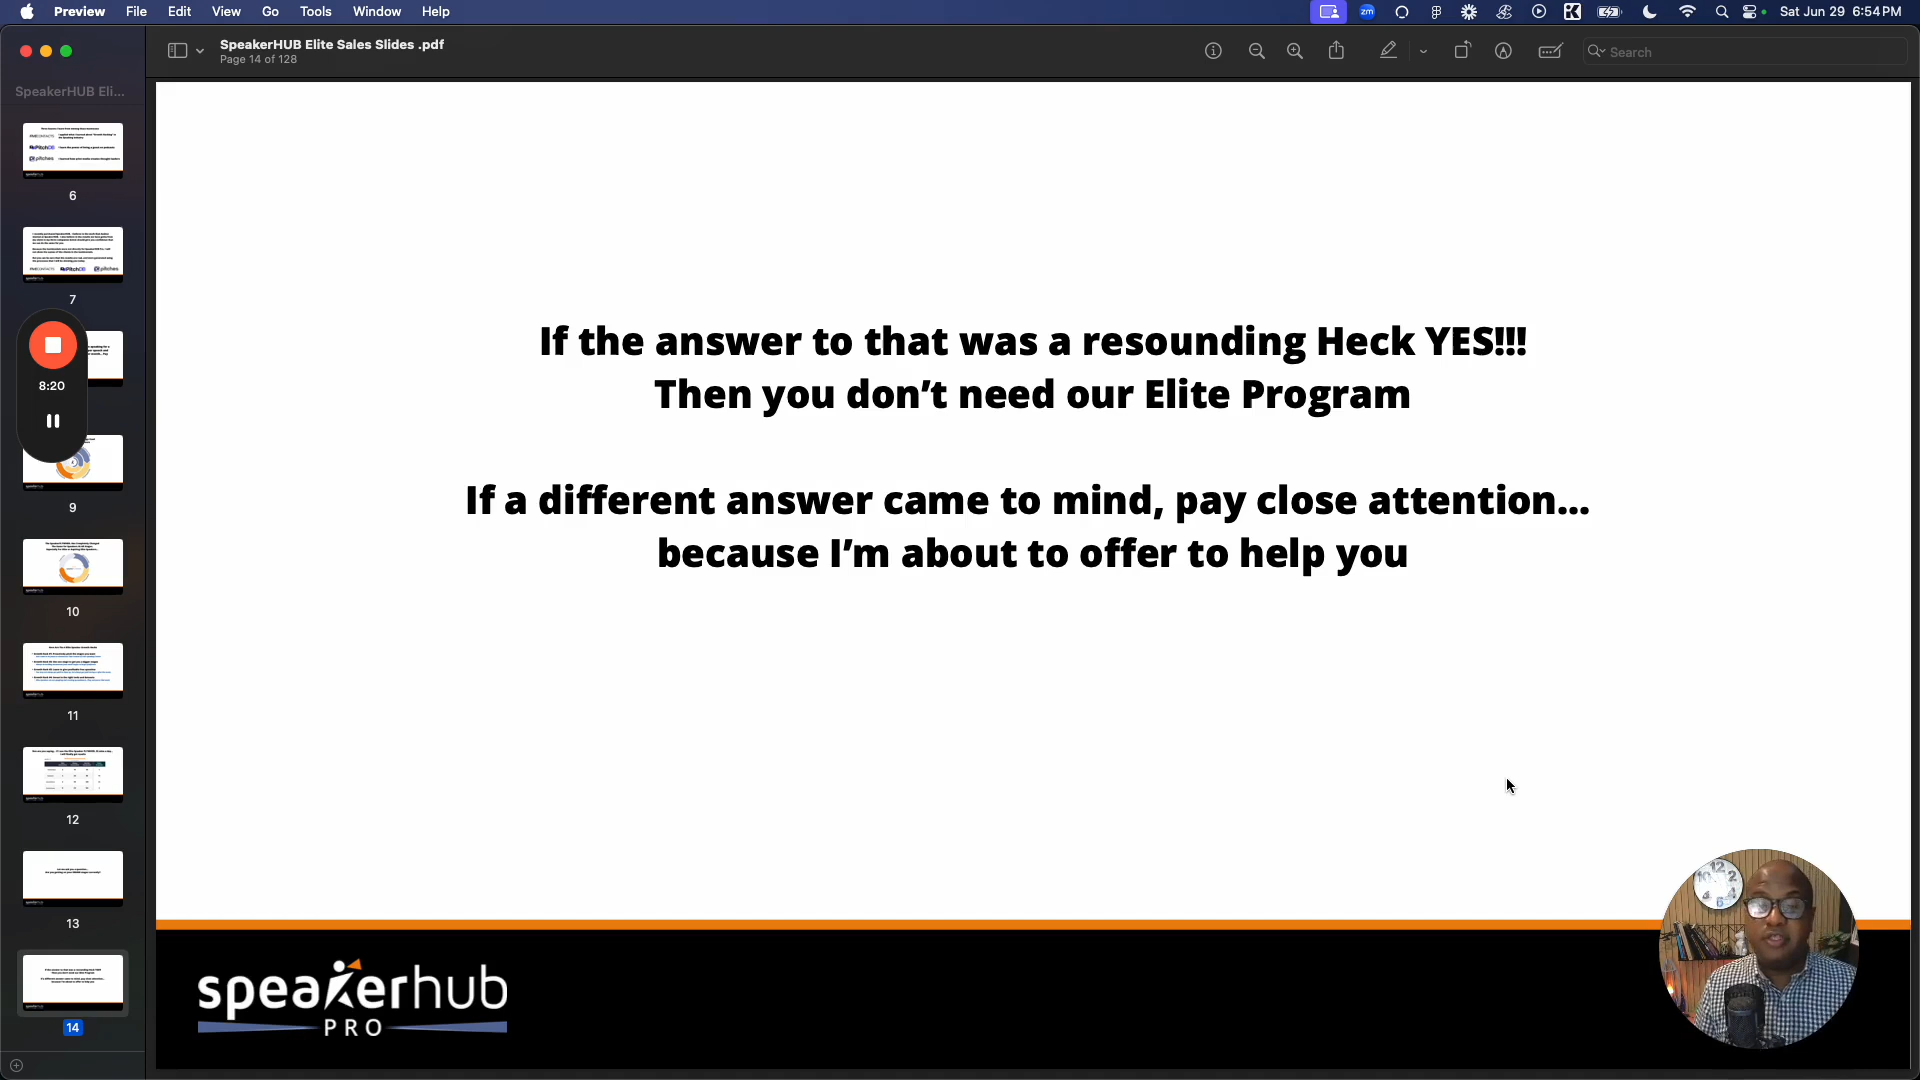 Preview File Edit View Go Tools Window Help
zm
Sat Jun 29 6:54 PM
SpeakerHUB Elite Sales Slides .pdf
Page 14 of 128
Search
SpeakerHUB Eli...
6
7
8:20
9
10
11
12
13
14
If the answer to that was a resounding Heck YES!!!
Then you don’t need our Elite Program
If a different answer came to mind, pay close attention...
because I’m about to offer to help you
speakerhub
PRO